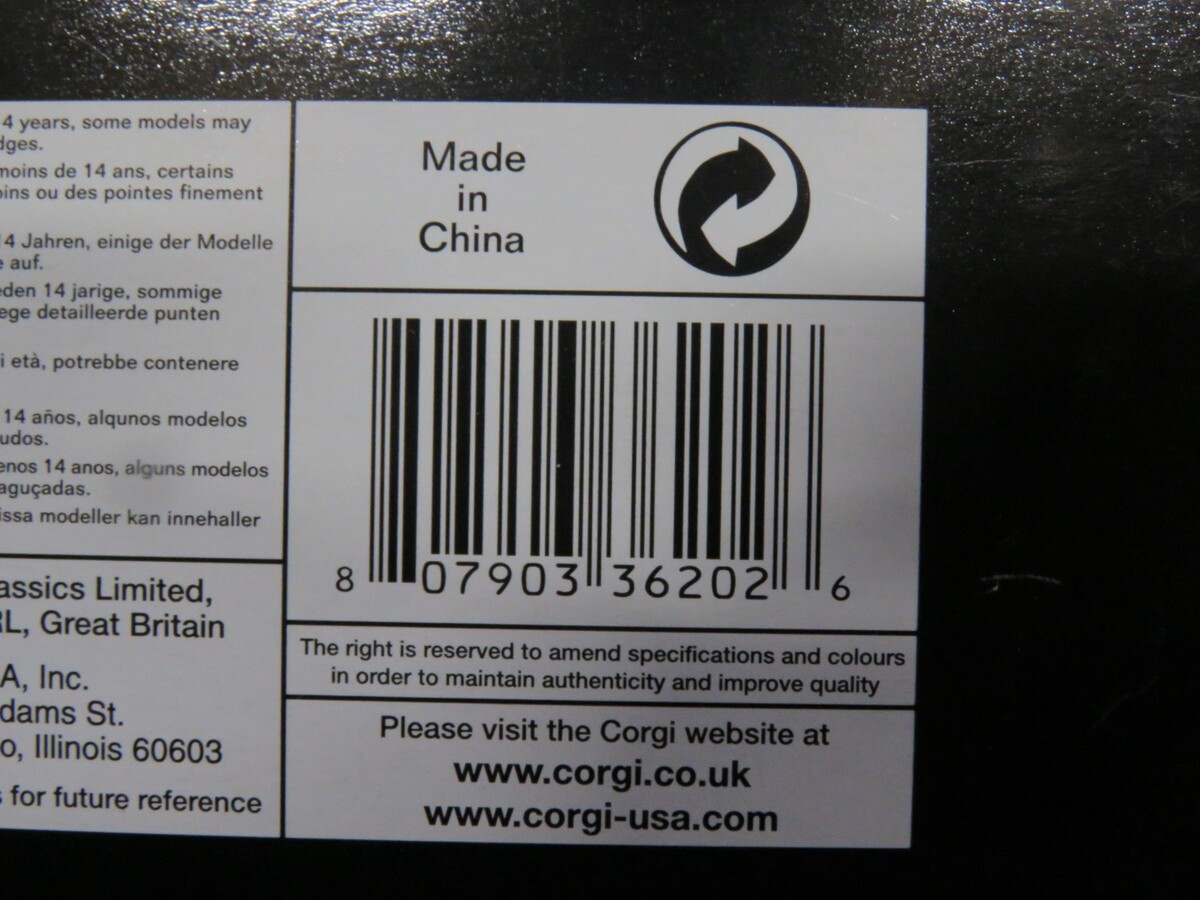 4 years, some models may
dges.
moins de 14 ans, certains
oins ou des pointes finement
14 Jahren, einige der Modelle
e auf.
eden 14 jarige, sommige
ege detailleerde punten
i età, potrebbe contenere
14 años, alqunos modelos
udos.
enos 14 anos, alguns modelos
aguçadas.
issa modeller kan innehaller
assics Limited,
RL, Great Britain
A, Inc.
dams St.
o, Illinois 60603
s for future reference
Made
in
China
8 07903 36202 6
The right is reserved to amend specifications and colours
in order to maintain authenticity and improve quality
Please visit the Corgi website at
www.corgi.co.uk
www.corgi-usa.com